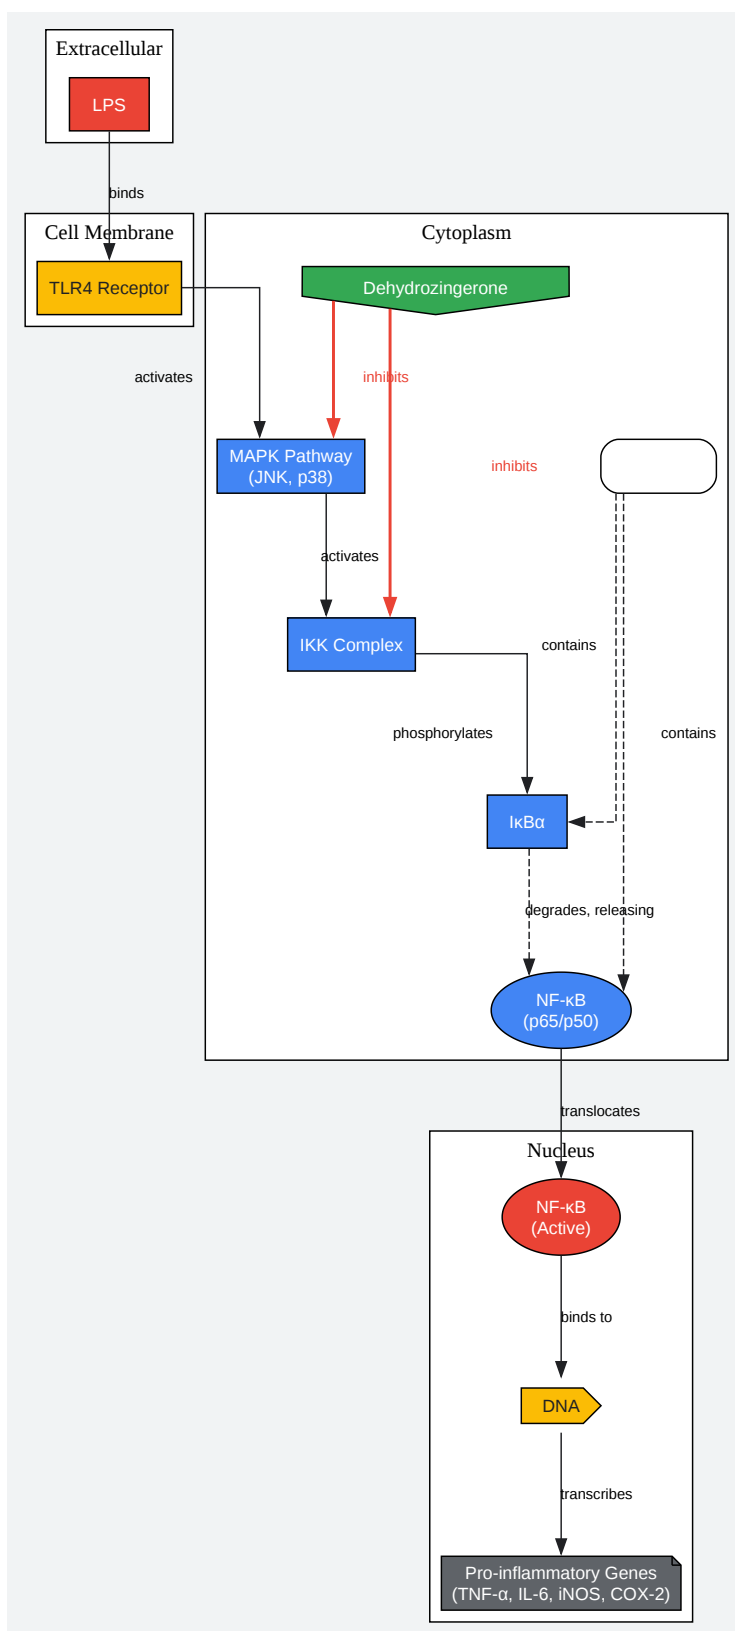 Extracellular
LPS
binds
Cell Membrane
TLR4 Receptor
Cytoplasm
Dehydrozingerone
activates
inhibits
MAPK Pathway
(JNK, p38)
inhibits
activates
IKK Complex
contains
phosphorylates
contains
IκBα
degrades, releasing
NF-κB
(p65/p50)
translocates
Nucleus
NF-κB
(Active)
binds to
DNA
transcribes
Pro-inflammatory Genes
(TNF-α, IL-6, iNOS, COX-2)